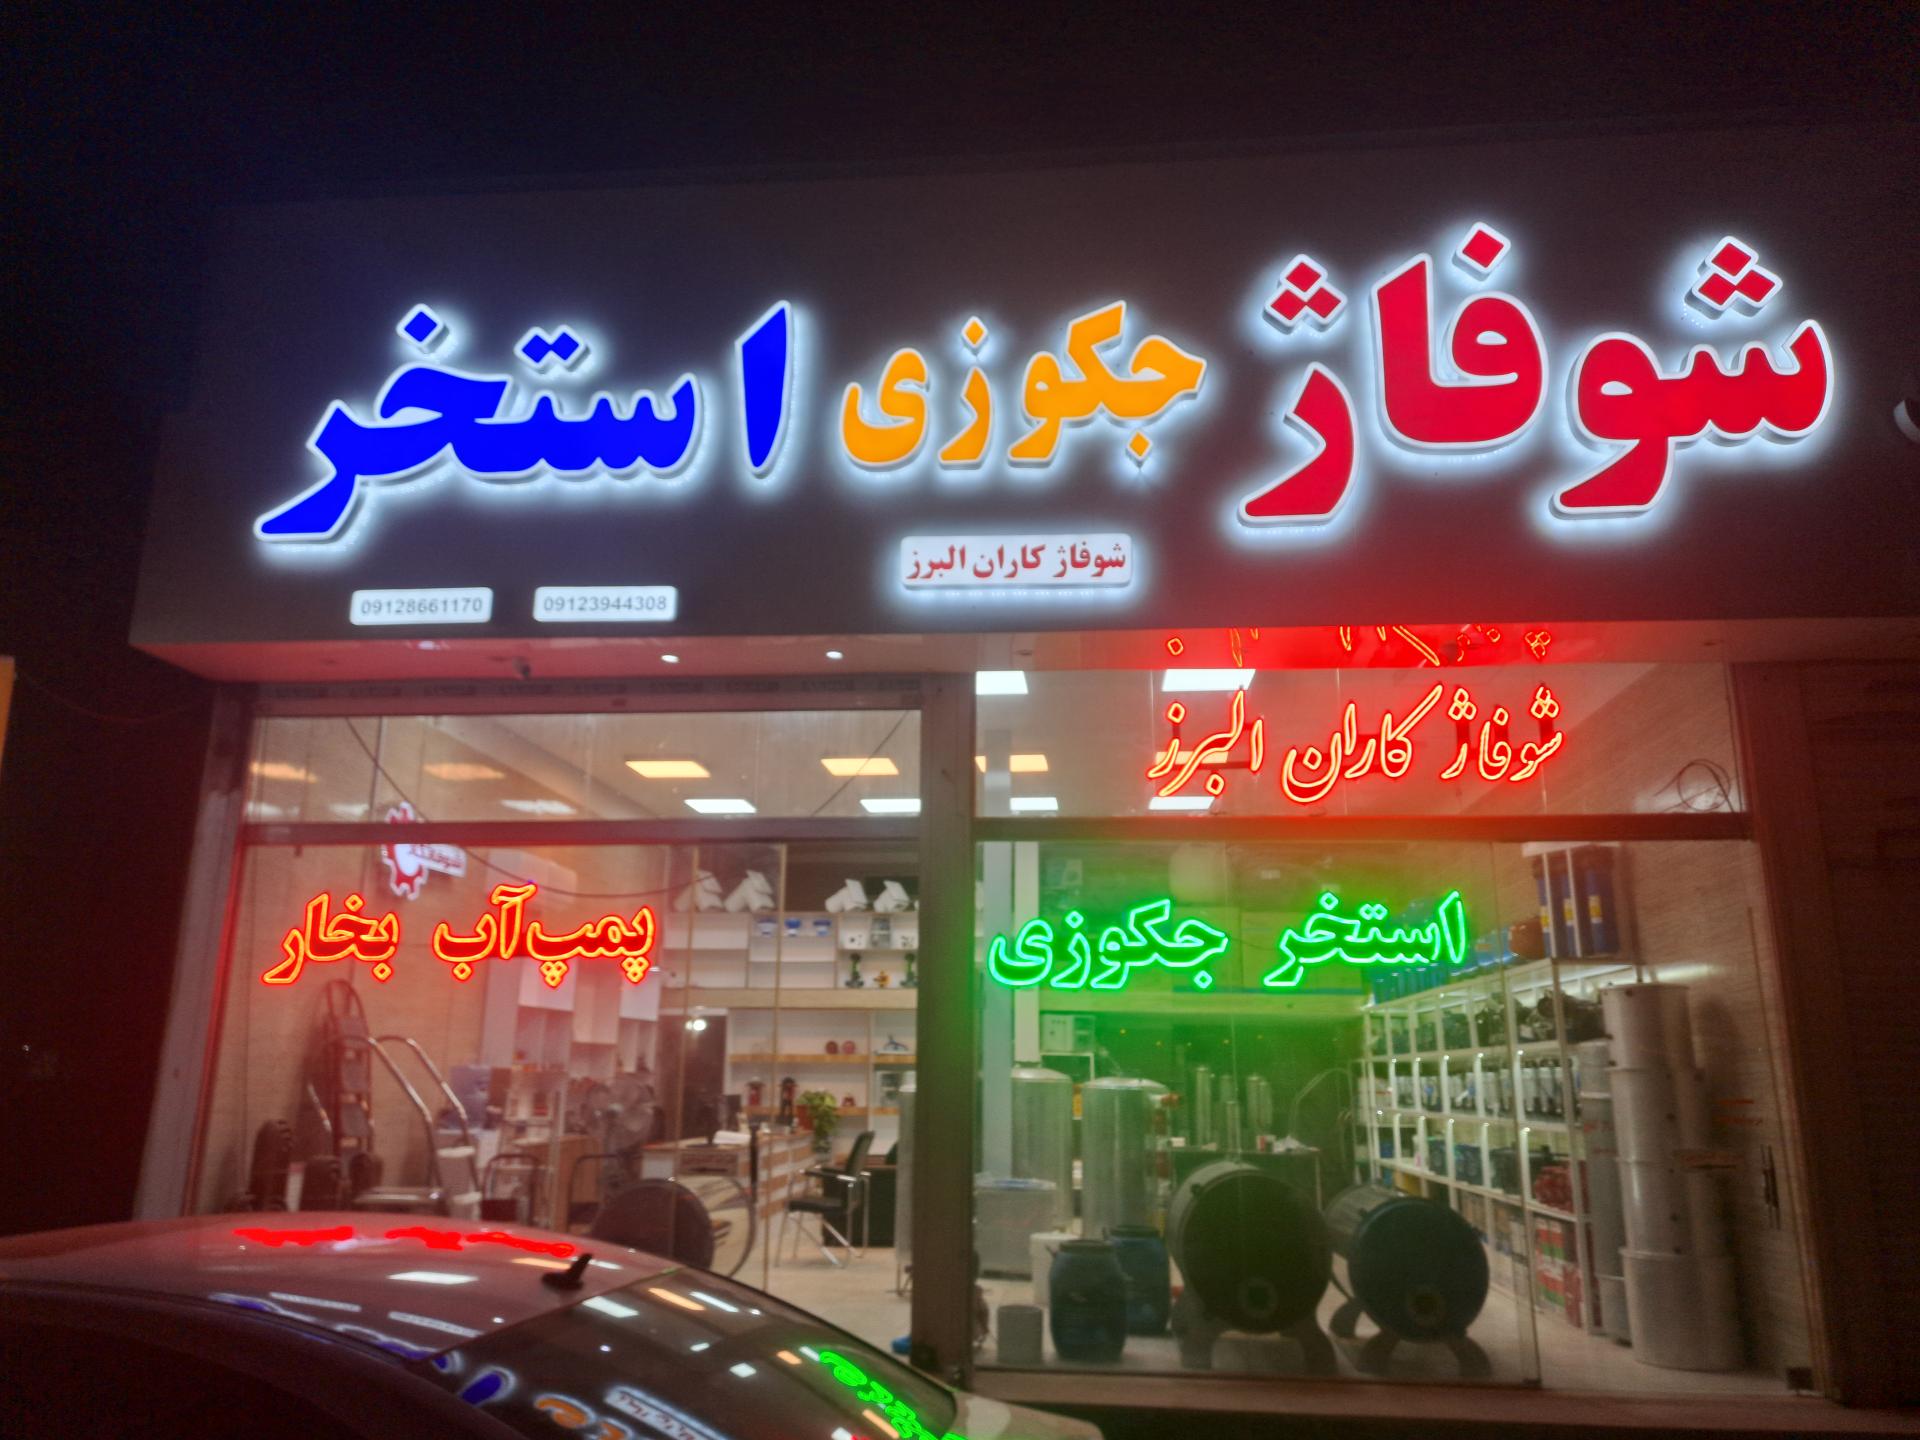 شوفاژ جکوزی استخر
شوفاژ کاران البرز
09128661170 09123944308
شوفاژ کاران البرز
استخر جکوزی
پمپ آب بخار